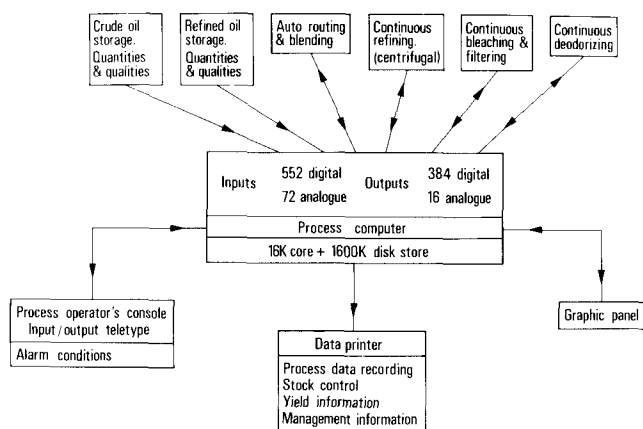 Crude oil
storage.
Quantities
& qualities
Refined oil
storage.
Quantities
& qualities
Auto routing
& blending
Continuous
refining.
(centrifugal)
Continuous
bleaching &
filtering
Continuous
deodorizing
Inputs
552 digital
72 analogue
Outputs
384 digital
16 analogue
Process computer
16K core + 1600K disk store
Process operator's console
Input/output teletype
Alarm conditions
Data printer
Process data recording
Stock control
Yield information
Management information
Graphic panel